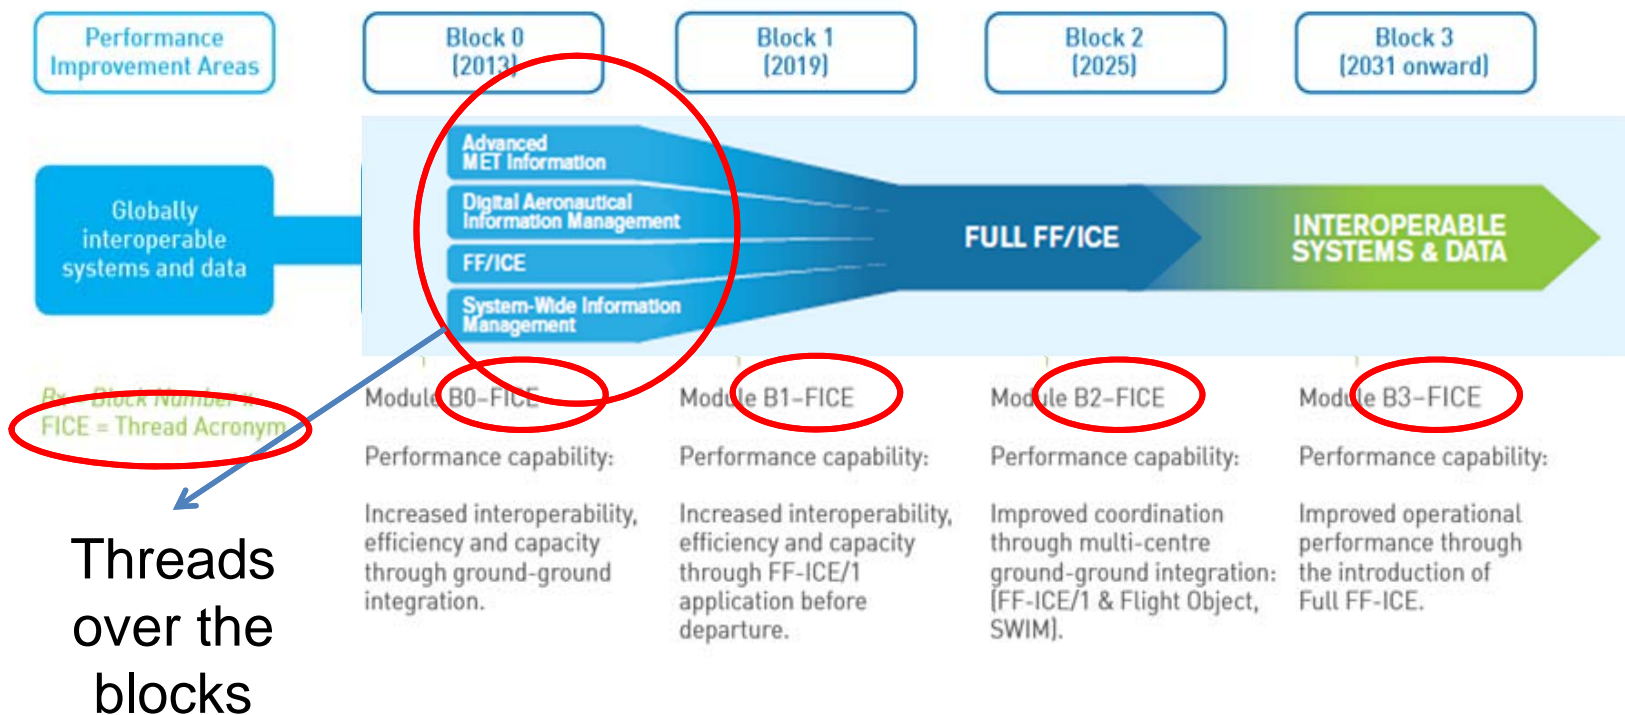 Performance
Improvement Areas
Block 0
(2013)
Block 1
(2019)
Block 2
(2025)
Block 3
(2031 onward)
Globally
interoperable
systems and data
Advanced
MET Information
Digital Aeronautical
Information Management
FF/ICE
System-Wide Information
Management
FULL FF/ICE
INTEROPERABLE
SYSTEMS & DATA
Block Number
FICE = Thread Acronym
Threads
over the
blocks
Module B0-FICE
Performance capability:
Increased interoperability,
efficiency and capacity
through ground-ground
integration.
Module B1-FICE
Performance capability:
Increased interoperability,
efficiency and capacity
through FF-ICE/1
application before
departure.
Module B2-FICE
Performance capability:
Improved coordination
through multi-centre
ground-ground integration:
(FF-ICE/1 & Flight Object,
SWIM).
Module B3-FICE
Performance capability:
Improved operational
performance through
the introduction of
Full FF-ICE.